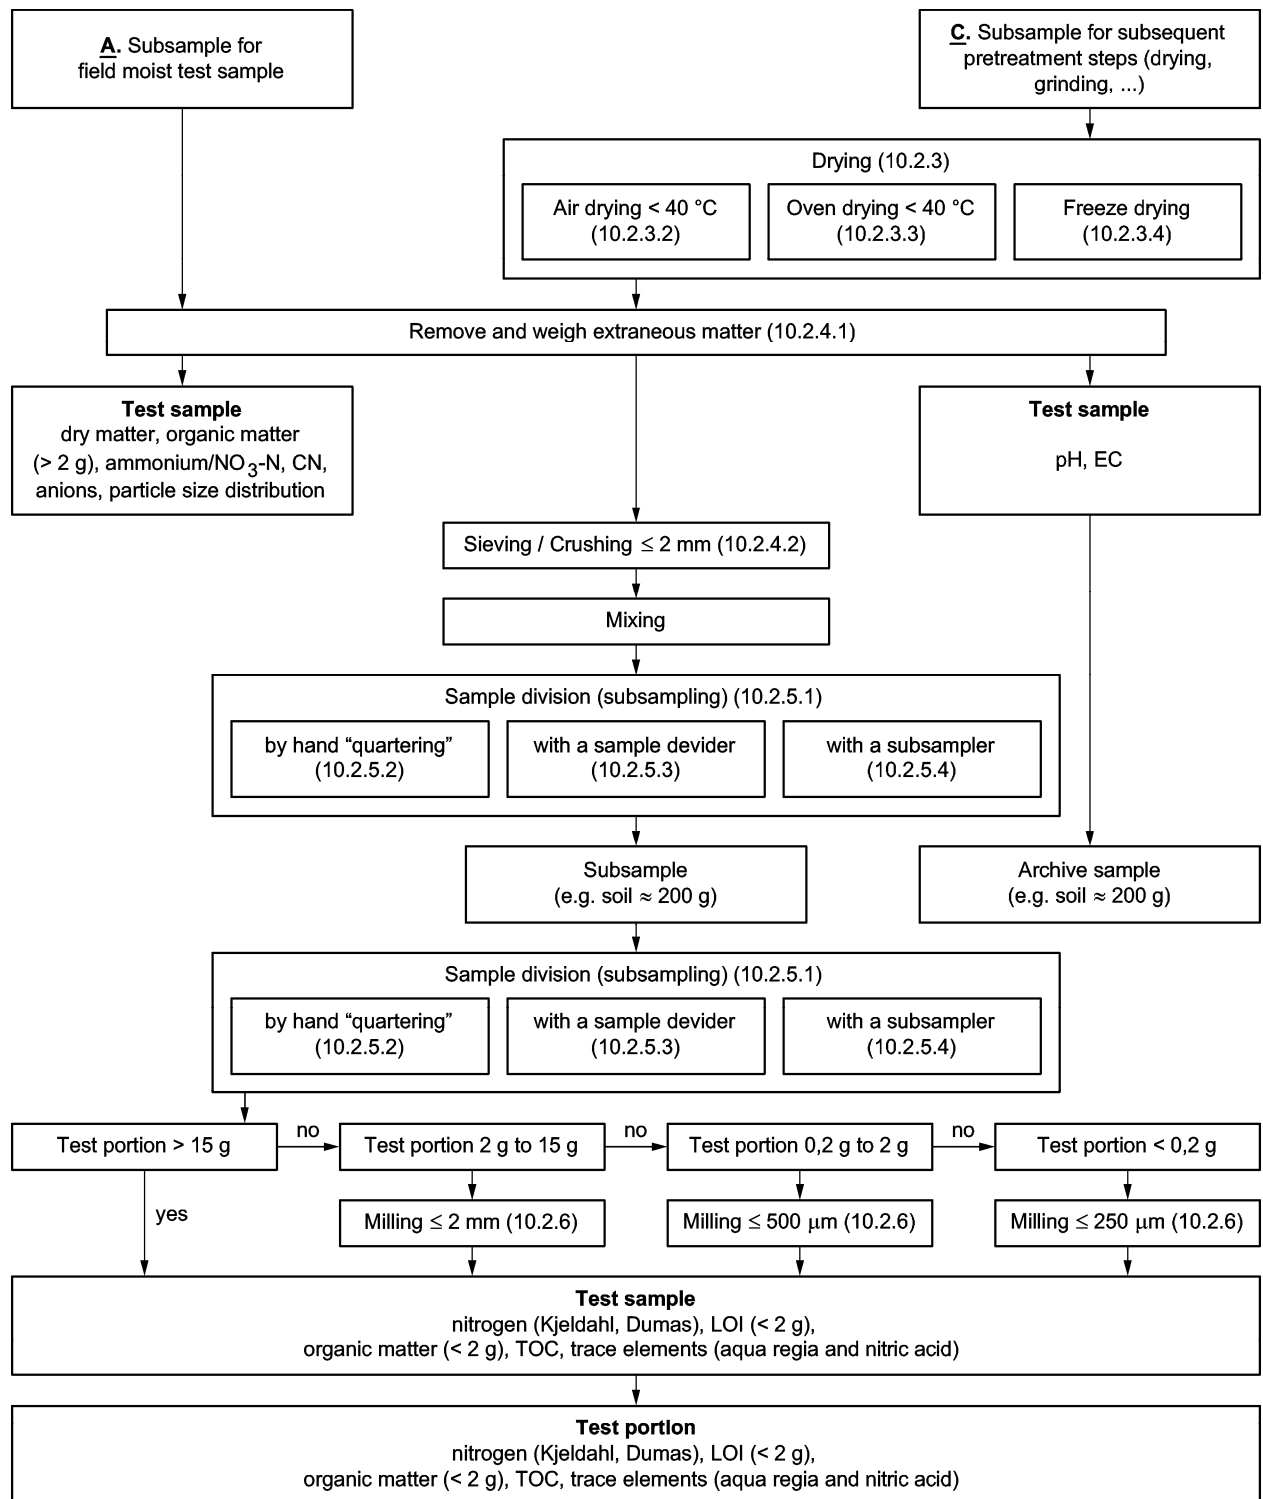 A. Subsample for
field moist test sample
C. Subsample for subsequent
pretreatment steps (drying,
grinding, ...)
Drying (10.2.3)
Air drying < 40 °C
(10.2.3.2)
Oven drying < 40 °C
(10.2.3.3)
Freeze drying
(10.2.3.4)
Remove and weigh extraneous matter (10.2.4.1)
Test sample
dry matter, organic matter
(> 2 g), ammonium/NO3-N, CN,
anions, particle size distribution
Test sample
pH, EC
Sieving / Crushing ≤ 2 mm (10.2.4.2)
Mixing
Sample division (subsampling) (10.2.5.1)
by hand “quartering”
(10.2.5.2)
with a sample devider
(10.2.5.3)
with a subsampler
(10.2.5.4)
Subsample
(e.g. soil ≈ 200 g)
Archive sample
(e.g. soil ≈ 200 g)
Sample division (subsampling) (10.2.5.1)
by hand “quartering”
(10.2.5.2)
with a sample devider
(10.2.5.3)
with a subsampler
(10.2.5.4)
Test portion > 15 g
no
Test portion 2 g to 15 g
no
Test portion 0,2 g to 2 g
no
Test portion < 0,2 g
yes
Milling ≤ 2 mm (10.2.6)
Milling ≤ 500 μm (10.2.6)
Milling ≤ 250 μm (10.2.6)
Test sample
nitrogen (Kjeldahl, Dumas), LOI (< 2 g),
organic matter (< 2 g), TOC, trace elements (aqua regia and nitric acid)
Test portion
nitrogen (Kjeldahl, Dumas), LOI (< 2 g),
organic matter (< 2 g), TOC, trace elements (aqua regia and nitric acid)